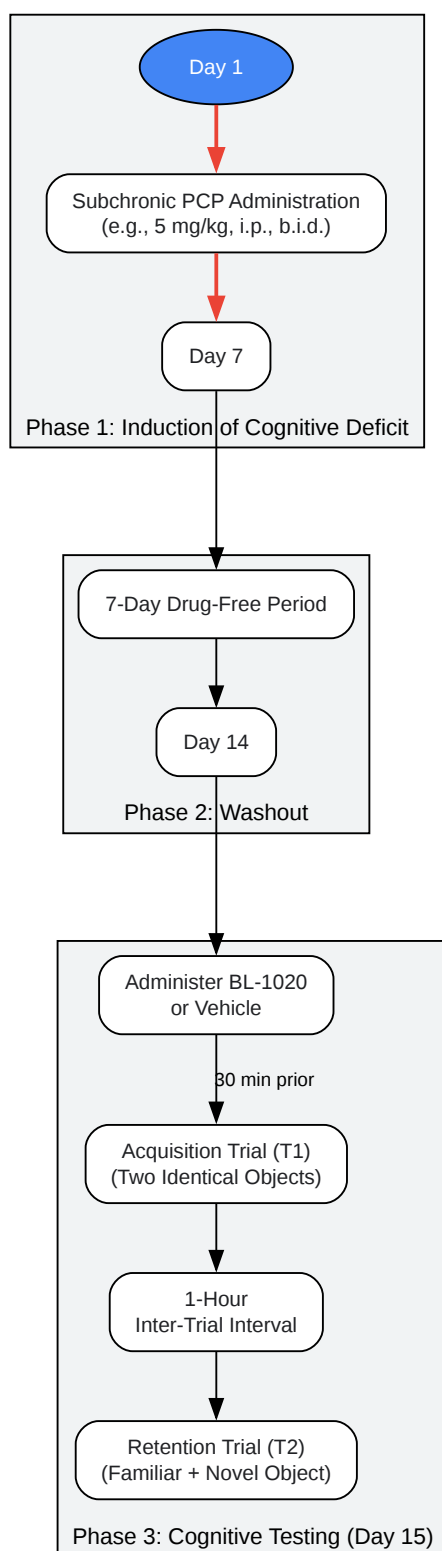 Day 1
Subchronic PCP Administration
(e.g., 5 mg/kg, i.p., b.i.d.)
Day 7
Phase 1: Induction of Cognitive Deficit
7-Day Drug-Free Period
Day 14
Phase 2: Washout
Administer BL-1020
or Vehicle
30 min prior
Acquisition Trial (T1)
(Two Identical Objects)
1-Hour
Inter-Trial Interval
Retention Trial (T2)
(Familiar + Novel Object)
Phase 3: Cognitive Testing (Day 15)